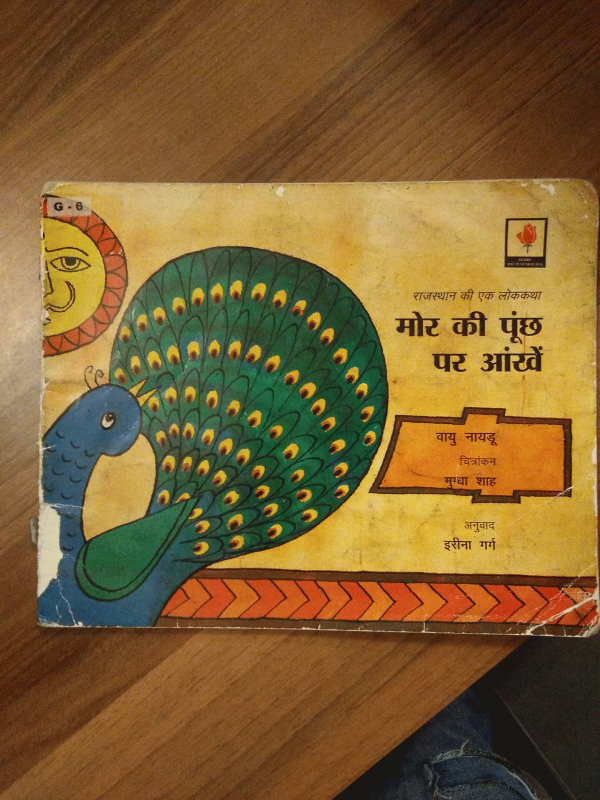 G - 6
राजस्थान की एक लोककथा
मोर की पूंछ
पर आंखें
वायु नायडू
चित्रांकन
मुग्धा शाह
अनुवाद
इरीना गर्ग